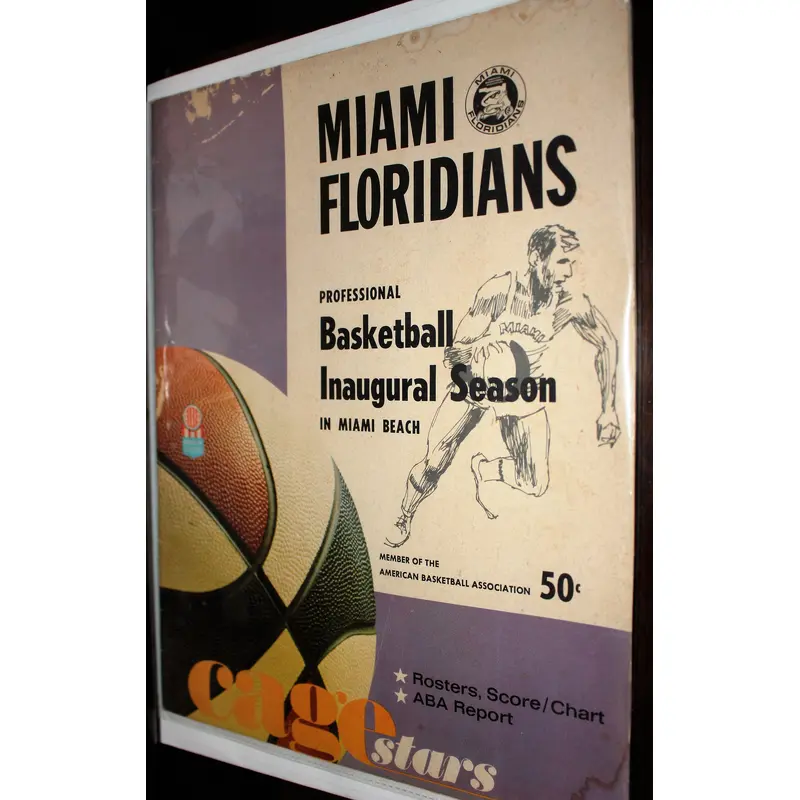 MIAMI
FLORIDIANS
MIAMI
FLORIDIANS
PROFESSIONAL
Basketball
Inaugural Season
IN MIAMI BEACH
MIAMI
MEMBER OF THE
AMERICAN BASKETBALL ASSOCIATION 50¢
★ Rosters, Score/Chart
★ ABA Report
cage
stars